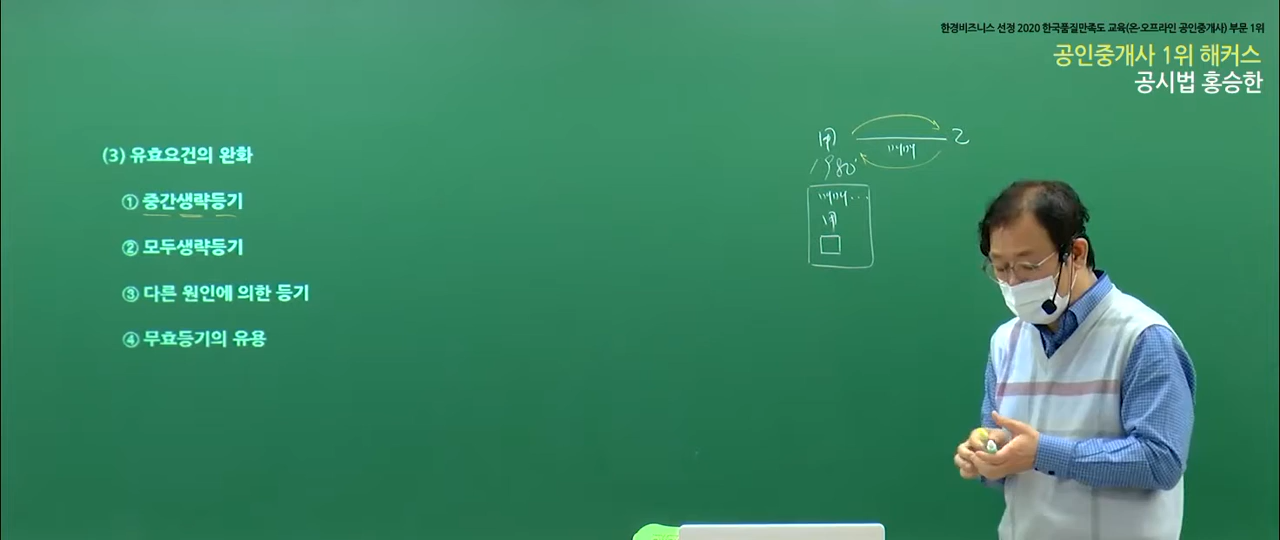 한경비즈니스 선정 2020 한국품질만족도 교육(온·오프라인 공인중개사) 부문 1위
공인중개사 1위 해커스
공시법 홍승한
(3) 유효요건의 완화
① 중간생략등기
② 모두생략등기
③ 다른 원인에 의한 등기
④ 무효등기의 유용
甲 乙
매매
1980'
매매...
甲